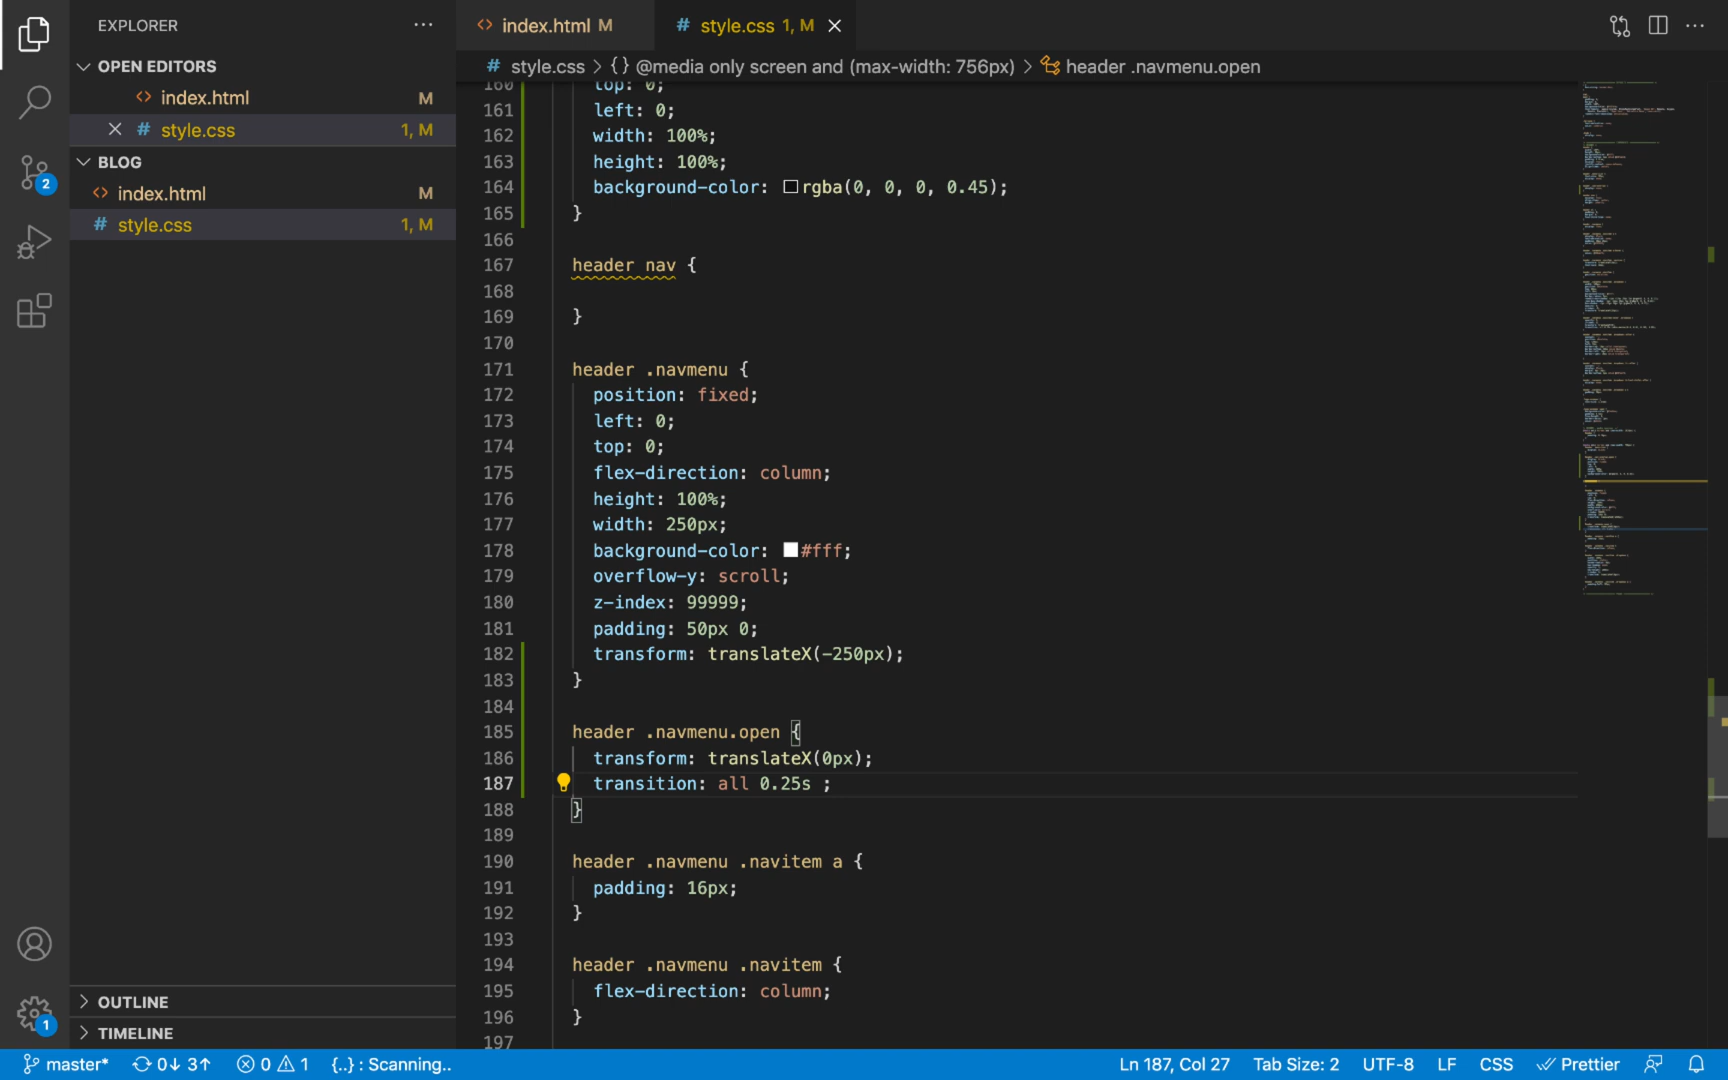 EXPLORER
OPEN EDITORS
<> index.html M
# style.css 1, M
BLOG
<> index.html M
# style.css 1, M
OUTLINE
TIMELINE
2
1
<> index.html M
# style.css 1, M
# style.css > {} @media only screen and (max-width: 756px) > header .navmenu.open
160 top: 0;
161 left: 0;
162 width: 100%;
163 height: 100%;
164 background-color: rgba(0, 0, 0, 0.45);
165 }
166
167 header nav {
168
169 }
170
171 header .navmenu {
172 position: fixed;
173 left: 0;
174 top: 0;
175 flex-direction: column;
176 height: 100%;
177 width: 250px;
178 background-color: #fff;
179 overflow-y: scroll;
180 z-index: 99999;
181 padding: 50px 0;
182 transform: translateX(-250px);
183 }
184
185 header .navmenu.open {
186 transform: translateX(0px);
187 transition: all 0.25s ;
188 }
189
190 header .navmenu .navitem a {
191 padding: 16px;
192 }
193
194 header .navmenu .navitem {
195 flex-direction: column;
196 }
197
master* 0↓ 3↑ 0 1 {..} : Scanning.. Ln 187, Col 27 Tab Size: 2 UTF-8 LF CSS Prettier